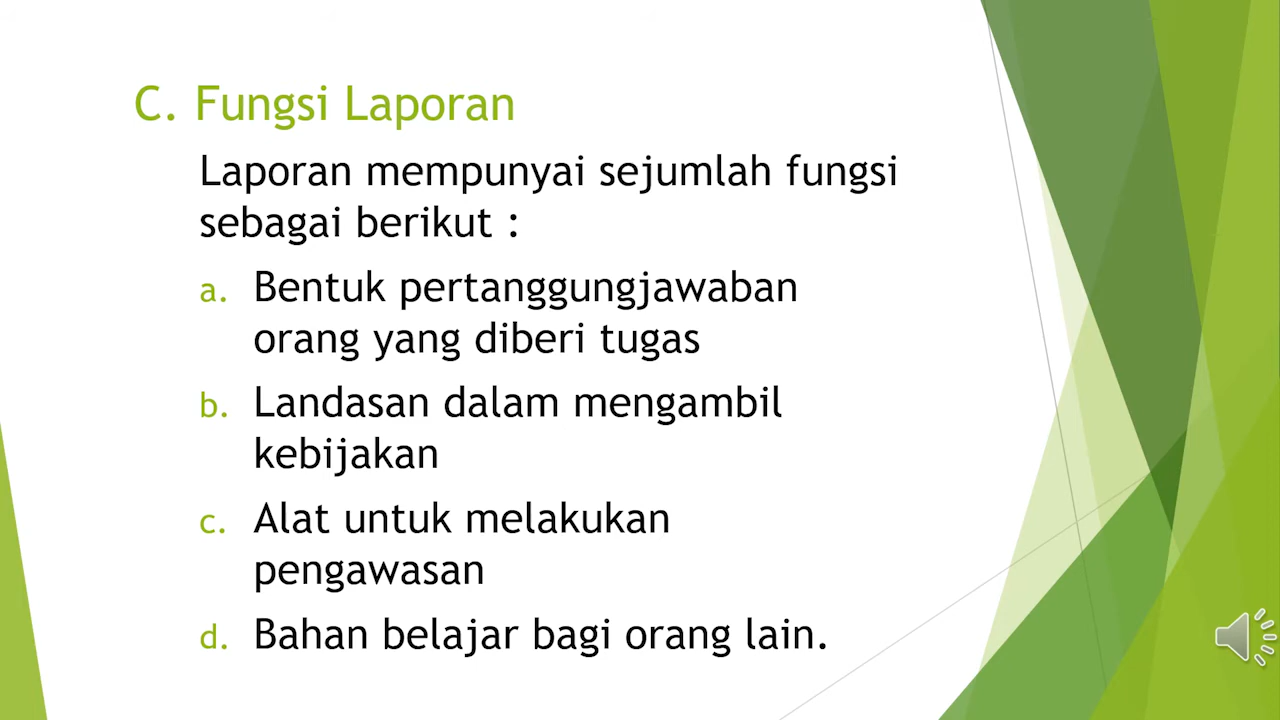 C. Fungsi Laporan
Laporan mempunyai sejumlah fungsi
sebagai berikut :
a. Bentuk pertanggungjawaban
orang yang diberi tugas
b. Landasan dalam mengambil
kebijakan
c. Alat untuk melakukan
pengawasan
d. Bahan belajar bagi orang lain.